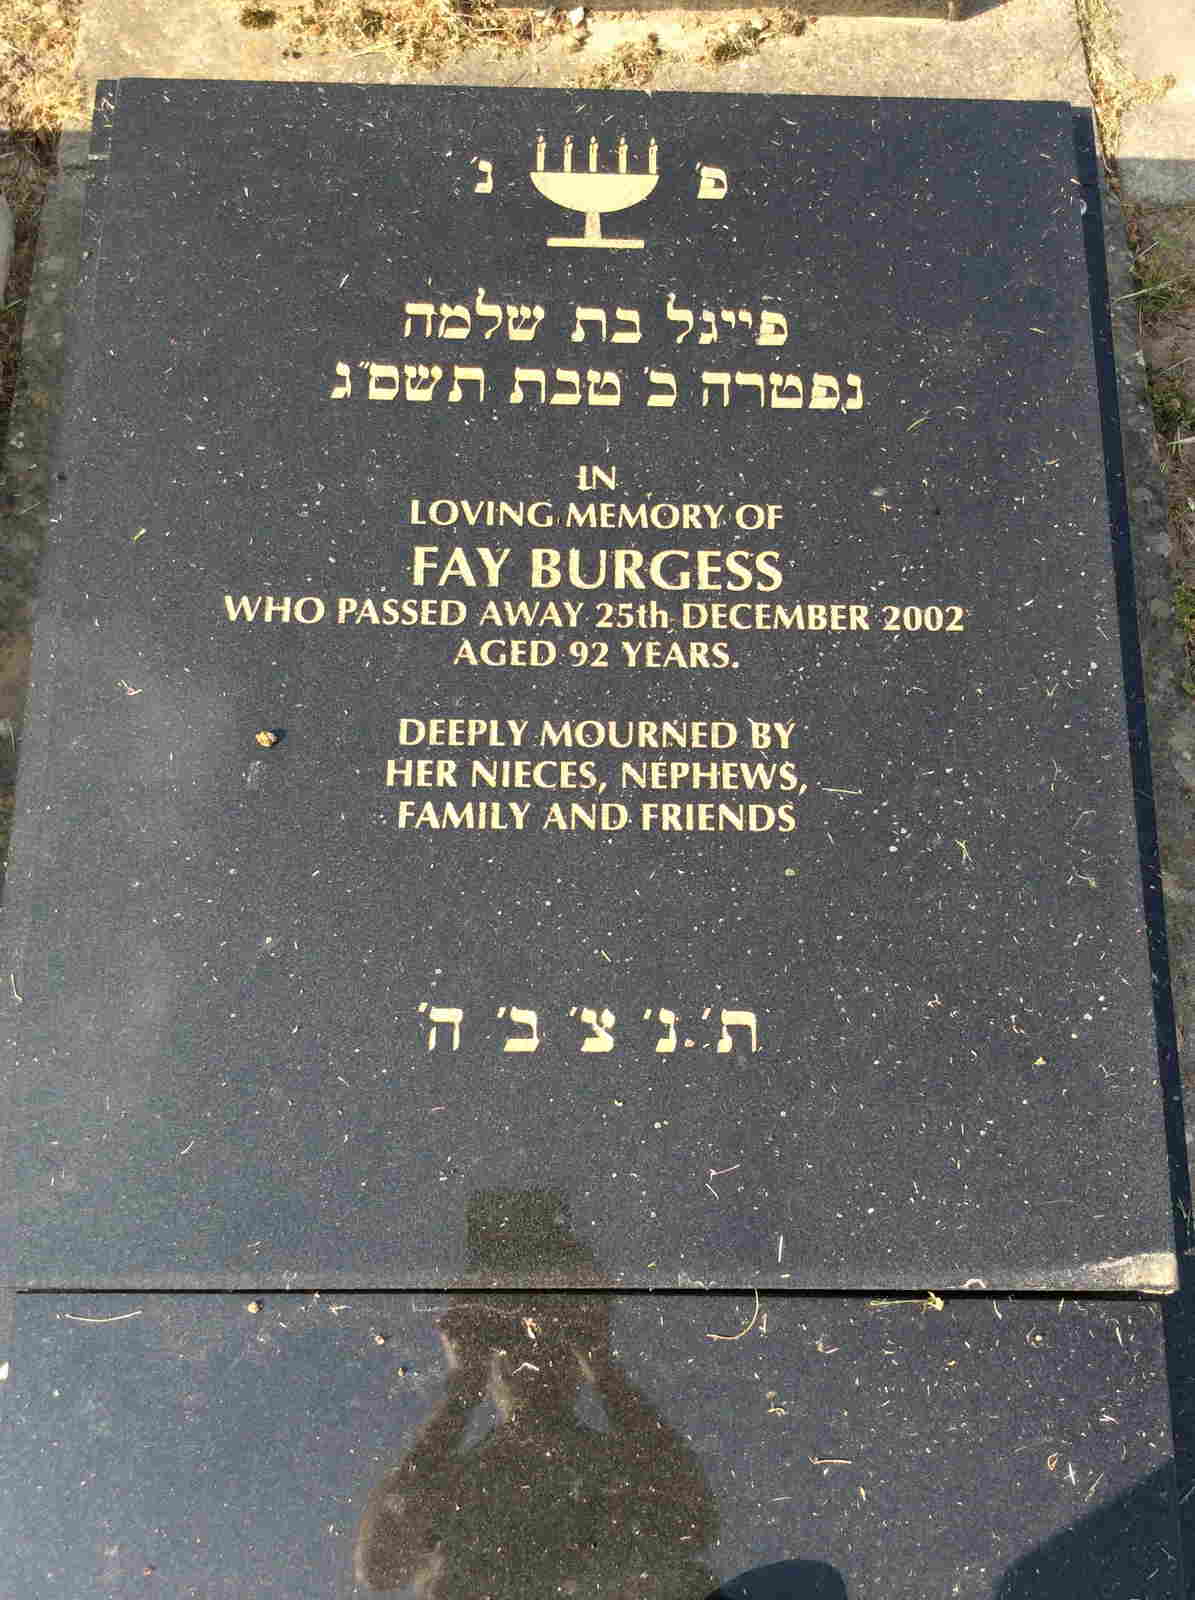 פ׳ נ׳
פייגל בת שלמה
נפטרה כ׳ טבת תשס״ג
IN
LOVING MEMORY OF
FAY BURGESS
WHO PASSED AWAY 25th DECEMBER 2002
AGED 92 YEARS.
DEEPLY MOURNED BY
HER NIECES, NEPHEWS,
FAMILY AND FRIENDS
ת׳ נ׳ צ׳ ב׳ ה׳